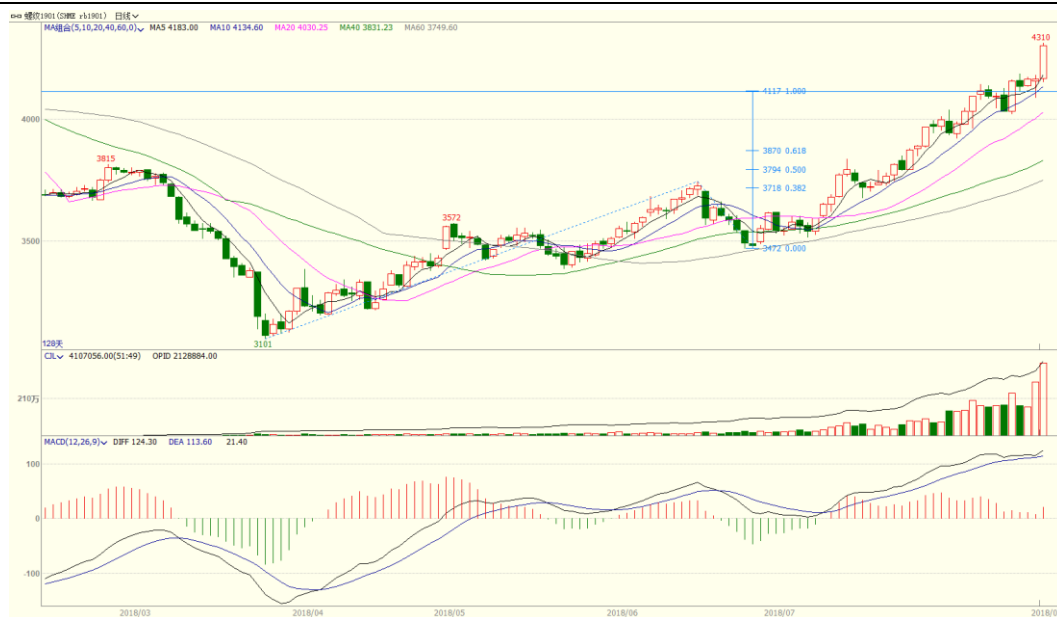 螺纹1901(SHME rb1901) 日线
MA组合(5,10,20,40,60,0) MA5 4183.00 MA10 4134.60 MA20 4030.25 MA40 3831.23 MA60 3749.60
4310
4117 1.000
4000
3870 0.618
3815
3794 0.500
3718 0.382
3572
3500
3472 0.000
3101
128天
CJL 4107056.00(51:49) OPID 2128884.00
210万
MACD(12,26,9) DIFF 124.30 DEA 113.60 21.40
100
0
-100
2018/03 2018/04 2018/05 2018/06 2018/07 2018/0